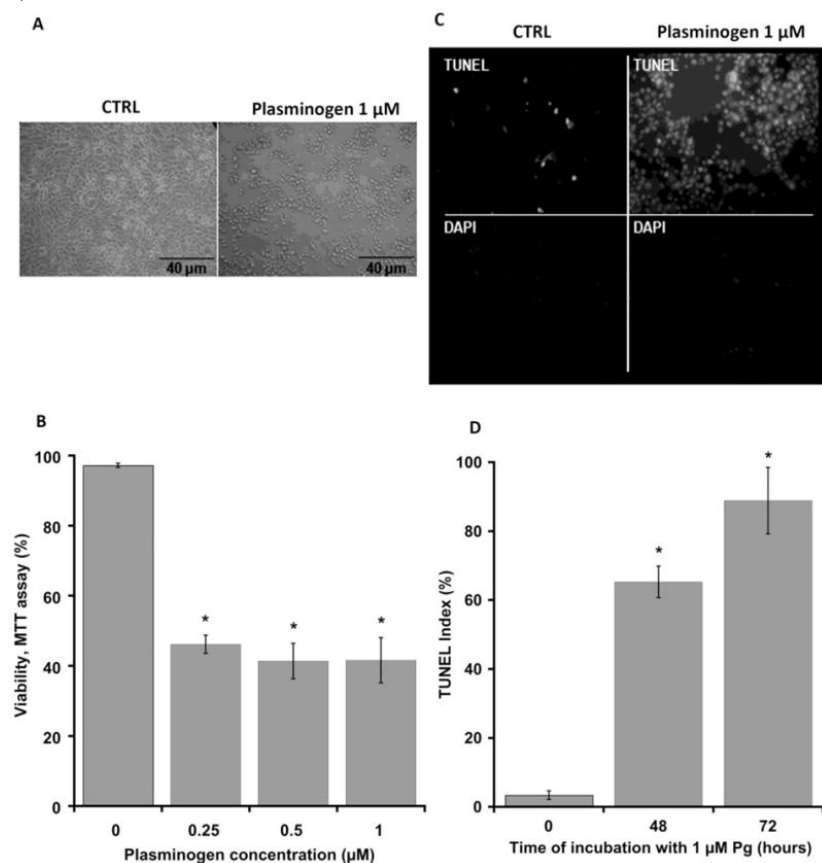 A
CTRL
Plasminogen 1 µM
40 µm
40 µm
C
CTRL
Plasminogen 1 µM
TUNEL
TUNEL
DAPI
DAPI
B
Viability, MTT assay (%)
100
80
60
40
20
0
*
*
*
0
0.25
0.5
1
Plasminogen concentration (µM)
D
TUNEL Index (%)
100
80
60
40
20
0
*
*
0
48
72
Time of incubation with 1 µM Pg (hours)